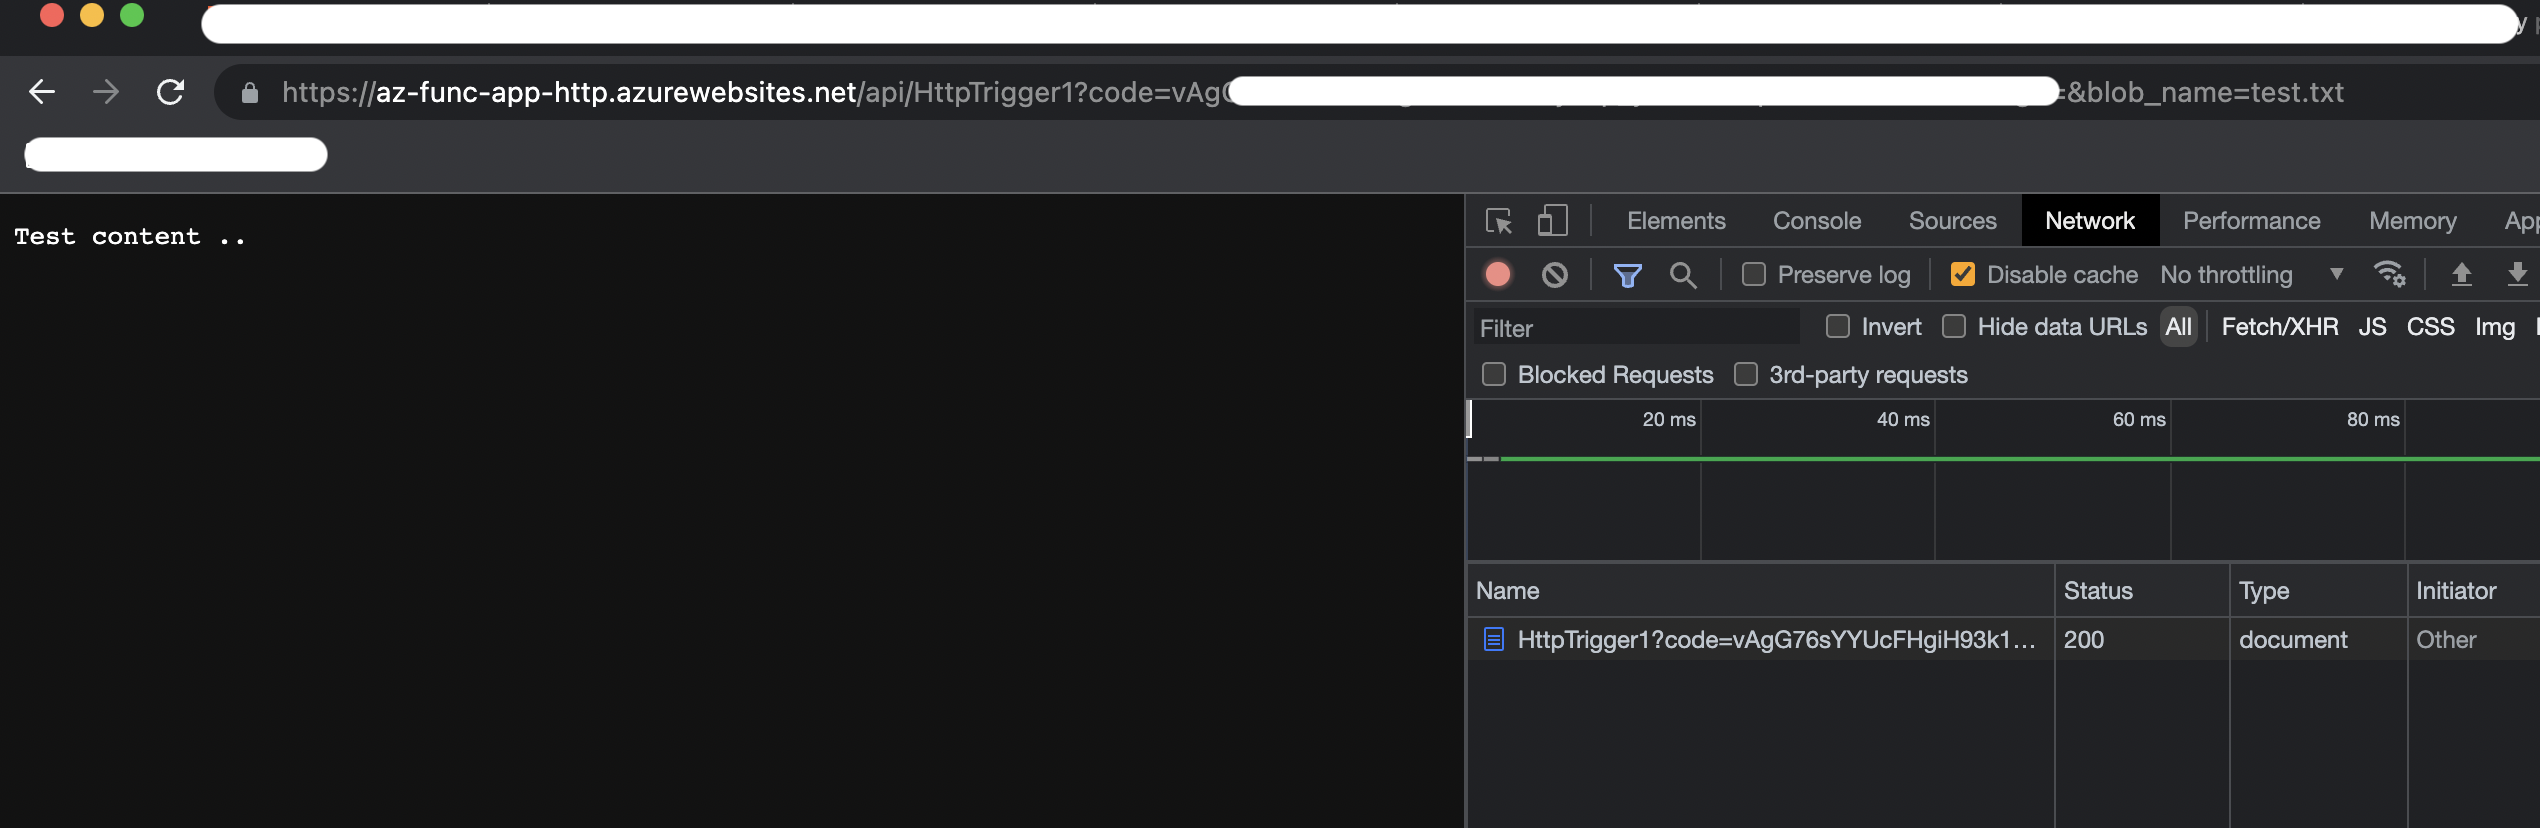 https://az-func-app-http.azurewebsites.net/api/HttpTrigger1?code=vAg =&blob_name=test.txt
Test content ..
Elements Console Sources Network Performance Memory App
Preserve log Disable cache No throttling
Filter Invert Hide data URLs All Fetch/XHR JS CSS Img
Blocked Requests 3rd-party requests
20 ms 40 ms 60 ms 80 ms
Name Status Type Initiator
HttpTrigger1?code=vAgG76sYYUcFHgiH93k1... 200 document Other